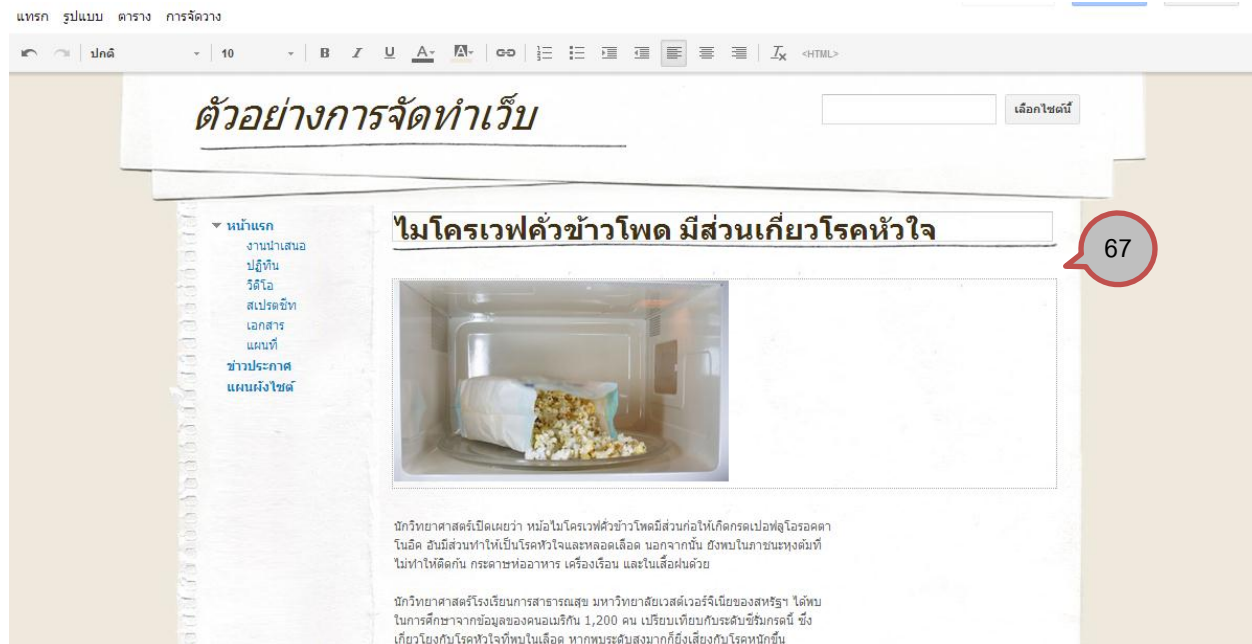 แทรก รูปแบบ ตาราง การจัดวาง
ปกติ 10 B I U A A <HTML>
ตัวอย่างการจัดทำเว็บ
เลือกไซต์นี้
หน้าแรก
งานนำเสนอ
ปฏิทิน
วิดีโอ
สเปรดชีท
เอกสาร
แผนที่
ข่าวประกาศ
แผนผังไซต์
ไมโครเวฟคั่วข้าวโพด มีส่วนเกี่ยวโรคหัวใจ
67
นักวิทยาศาสตร์เปิดเผยว่า หม้อไมโครเวฟคั่วข้าวโพดมีส่วนก่อให้เกิดกรดเปอฟลูโอรอคตา
โนอิค อันมีส่วนทำให้เป็นโรคหัวใจและหลอดเลือด นอกจากนั้น ยังพบในภาชนะหุงต้มที่
ไม่ทำให้ติดกัน กระดาษห่ออาหาร เครื่องเรือน และในเสื้อฝนด้วย
นักวิทยาศาสตร์โรงเรียนการสาธารณสุข มหาวิทยาลัยเวสต์เวอร์จิเนียของสหรัฐฯ ได้พบ
ในการศึกษาจากข้อมูลของคนอเมริกัน 1,200 คน เปรียบเทียบกับระดับซีรั่มกรดนี้ ซึ่ง
เกี่ยวโยงกับโรคหัวใจที่พบในเลือด หากพบระดับสูงมากก็ยิ่งเสี่ยงกับโรคหนักขึ้น